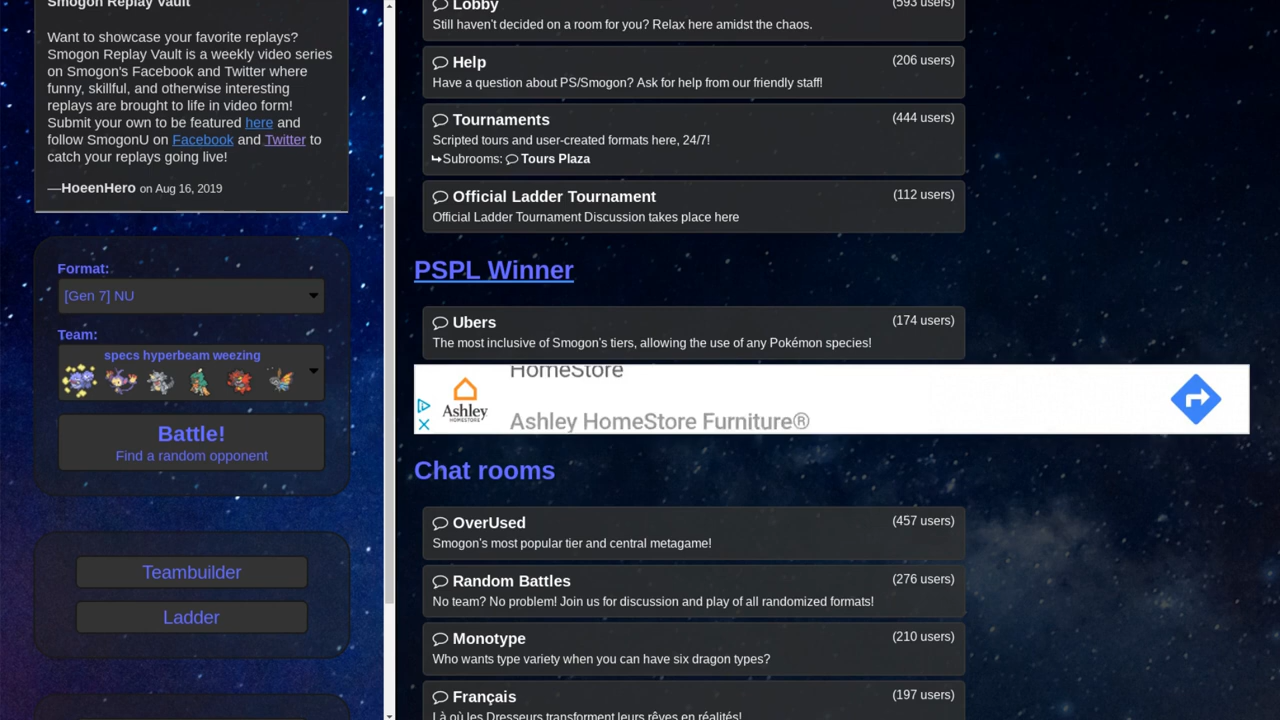 Smogon Replay Vault
Want to showcase your favorite replays?
Smogon Replay Vault is a weekly video series
on Smogon's Facebook and Twitter where
funny, skillful, and otherwise interesting
replays are brought to life in video form!
Submit your own to be featured here and
follow SmogonU on Facebook and Twitter to
catch your replays going live!
—HoeenHero on Aug 16, 2019
Format:
[Gen 7] NU
Team:
specs hyperbeam weezing
Battle!
Find a random opponent
Teambuilder
Ladder
Lobby
(593 users)
Still haven't decided on a room for you? Relax here amidst the chaos.
Help
(206 users)
Have a question about PS/Smogon? Ask for help from our friendly staff!
Tournaments
(444 users)
Scripted tours and user-created formats here, 24/7!
Subrooms: Tours Plaza
Official Ladder Tournament
(112 users)
Official Ladder Tournament Discussion takes place here
PSPL Winner
Ubers
(174 users)
The most inclusive of Smogon's tiers, allowing the use of any Pokémon species!
Ashley
HOMESTORE
HomeStore
Ashley HomeStore Furniture®
Chat rooms
OverUsed
(457 users)
Smogon's most popular tier and central metagame!
Random Battles
(276 users)
No team? No problem! Join us for discussion and play of all randomized formats!
Monotype
(210 users)
Who wants type variety when you can have six dragon types?
Français
(197 users)
Là où les Dresseurs transforment leurs rêves en réalités!